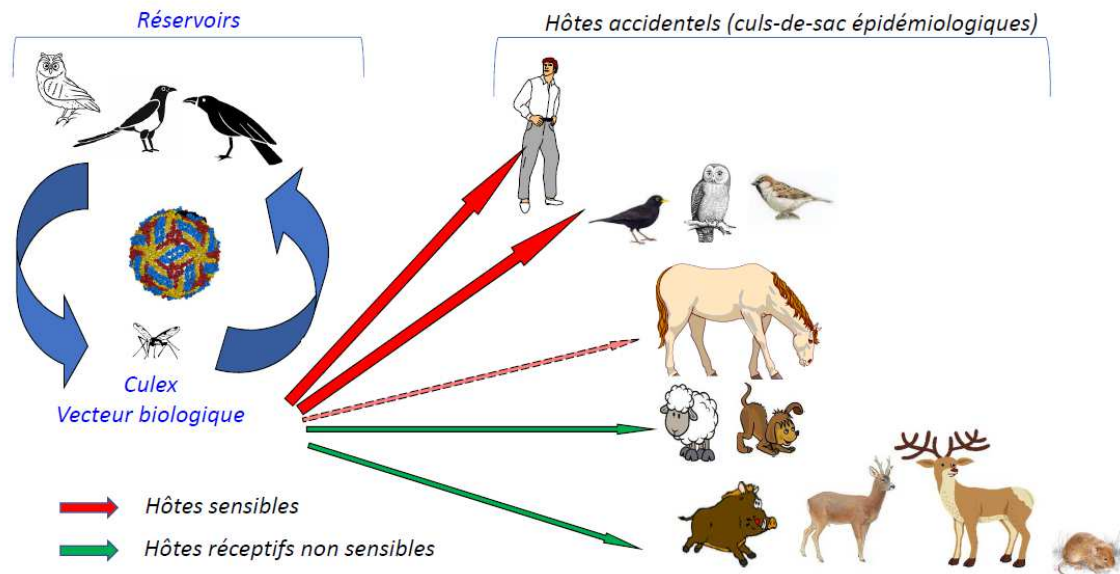 Réservoirs
Hôtes accidentels (culs-de-sac épidémiologiques)
Culex
Vecteur biologique
Hôtes sensibles
Hôtes réceptifs non sensibles